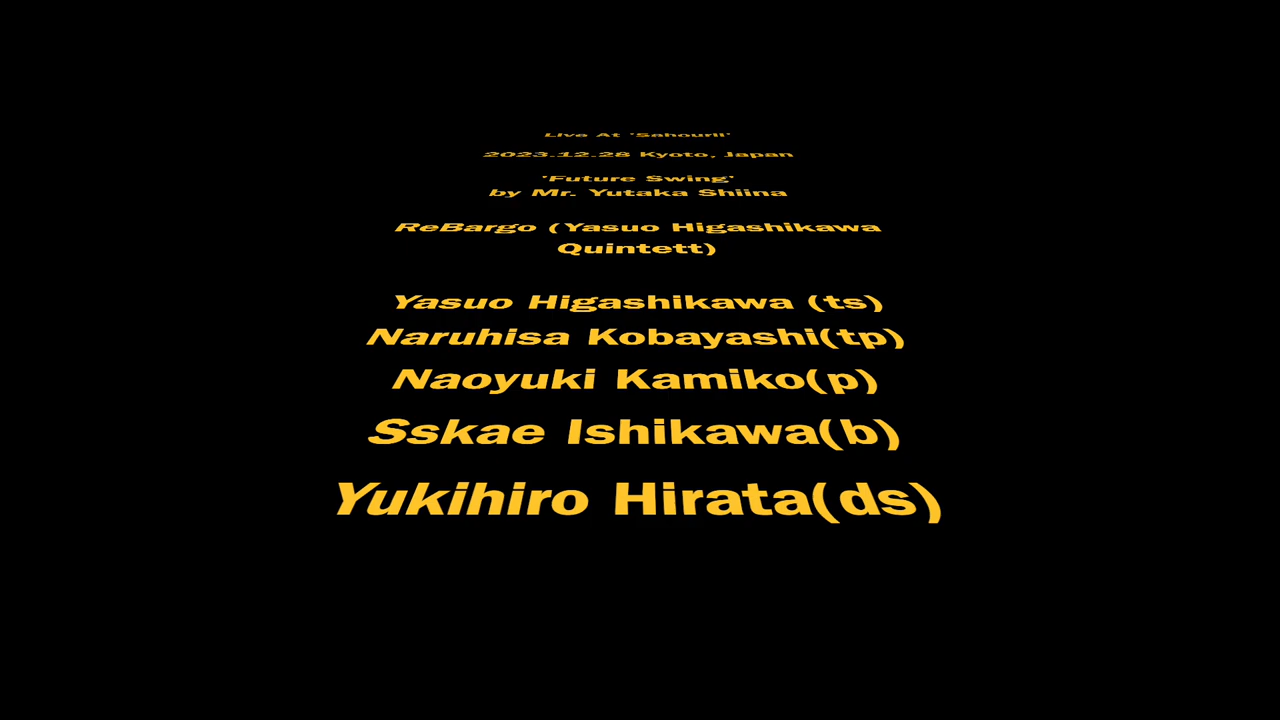 Live At 'Sahourii'
2023.12.28 Kyoto, Japan
'Future Swing'
by Mr. Yutaka Shiina
ReBargo (Yasuo Higashikawa
Quintett)
Yasuo Higashikawa (ts)
Naruhisa Kobayashi(tp)
Naoyuki Kamiko(p)
Sskae Ishikawa(b)
Yukihiro Hirata(ds)